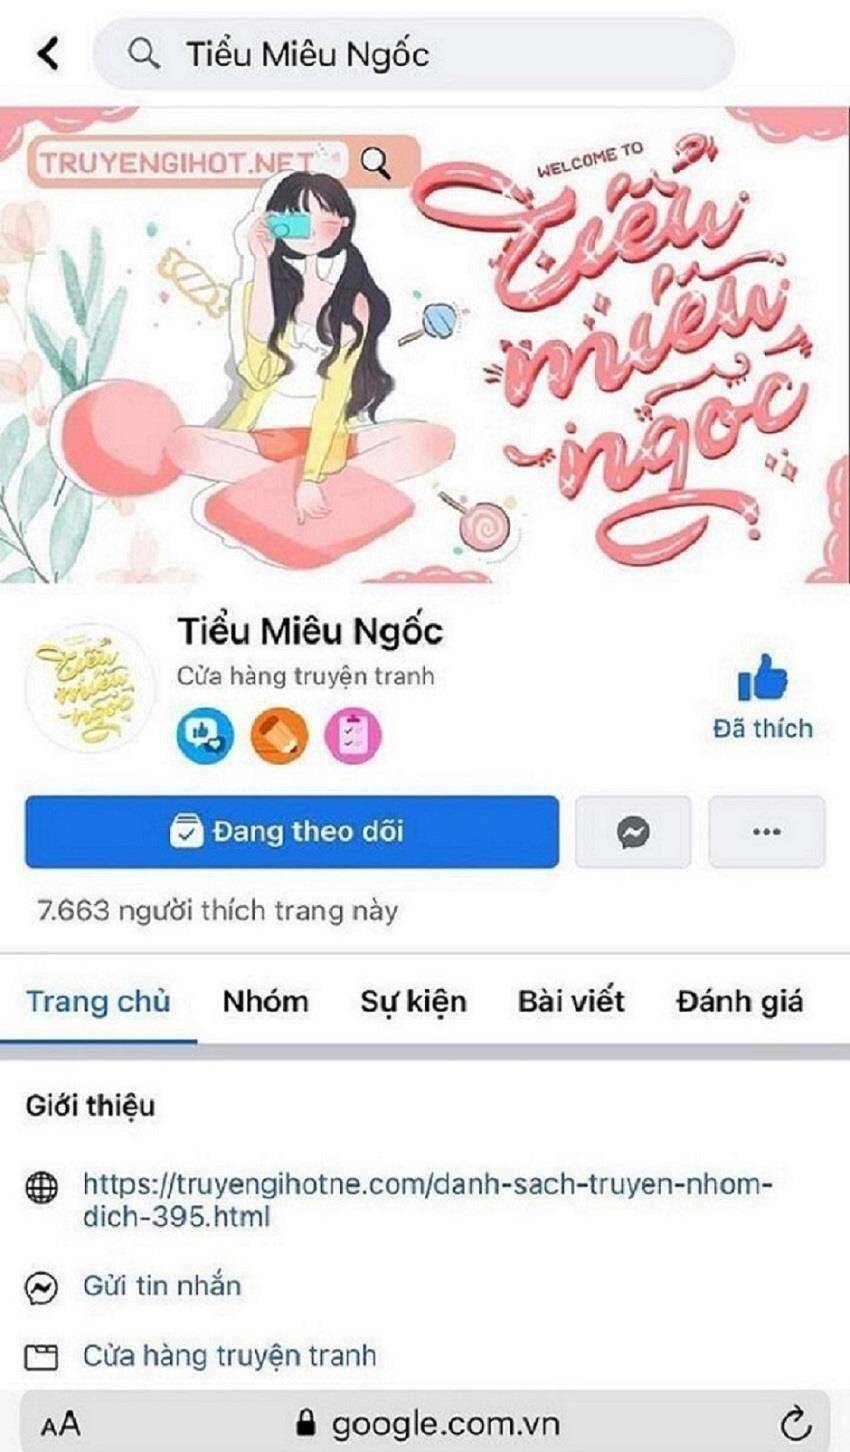 Tiểu Miêu Ngốc
TRUYENGIHOT.NET
WELCOME TO
Tiểu
miêu
ngốc
Tiểu
miêu
ngốc
Tiểu Miêu Ngốc
Cửa hàng truyện tranh
Đã thích
Đang theo dõi
7.663 người thích trang này
Trang chủ Nhóm Sự kiện Bài viết Đánh giá
Giới thiệu
https://truyengihotne.com/danh-sach-truyen-nhom-
dich-395.html
Gửi tin nhắn
Cửa hàng truyện tranh
AA google.com.vn